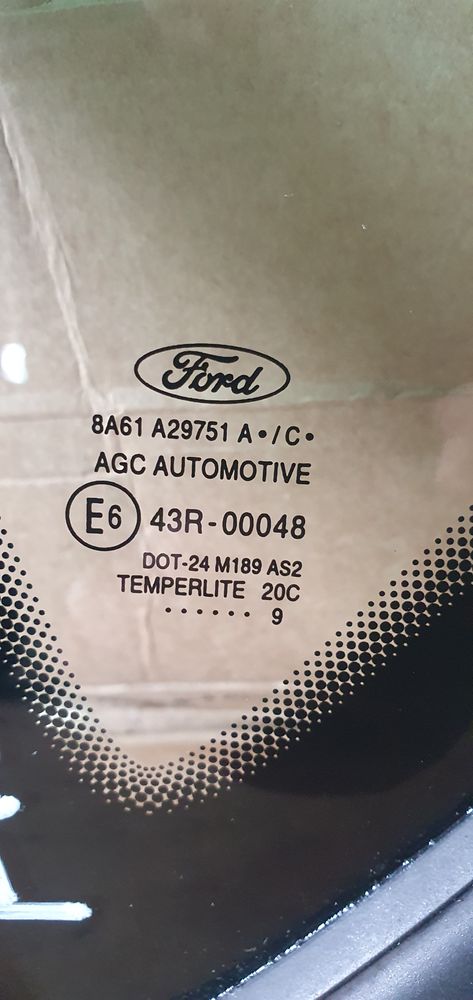 Ford
8A61 A29751 A•/C•
AGC AUTOMOTIVE
E6 43R-00048
DOT-24 M189 AS2
TEMPERLITE 20C
•••••• 9